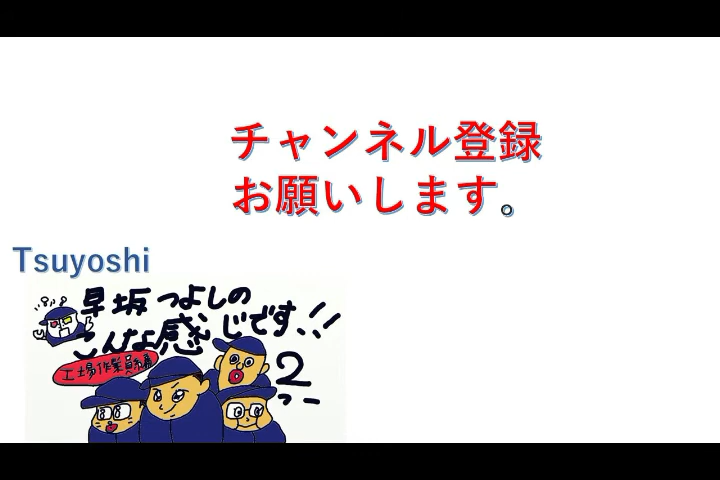 チャンネル登録
お願いします。
Tsuyoshi
早坂つよしの
こんな感じです!!
工場作業員編
2